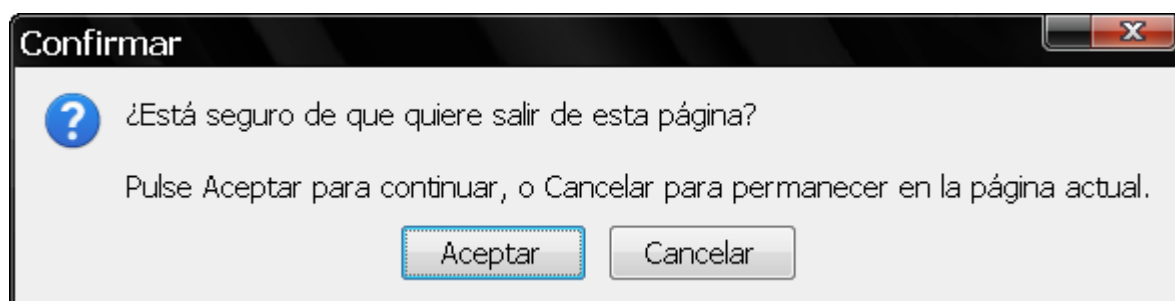 Confirmar
¿Está seguro de que quiere salir de esta página?
Pulse Aceptar para continuar, o Cancelar para permanecer en la página actual.
Aceptar Cancelar